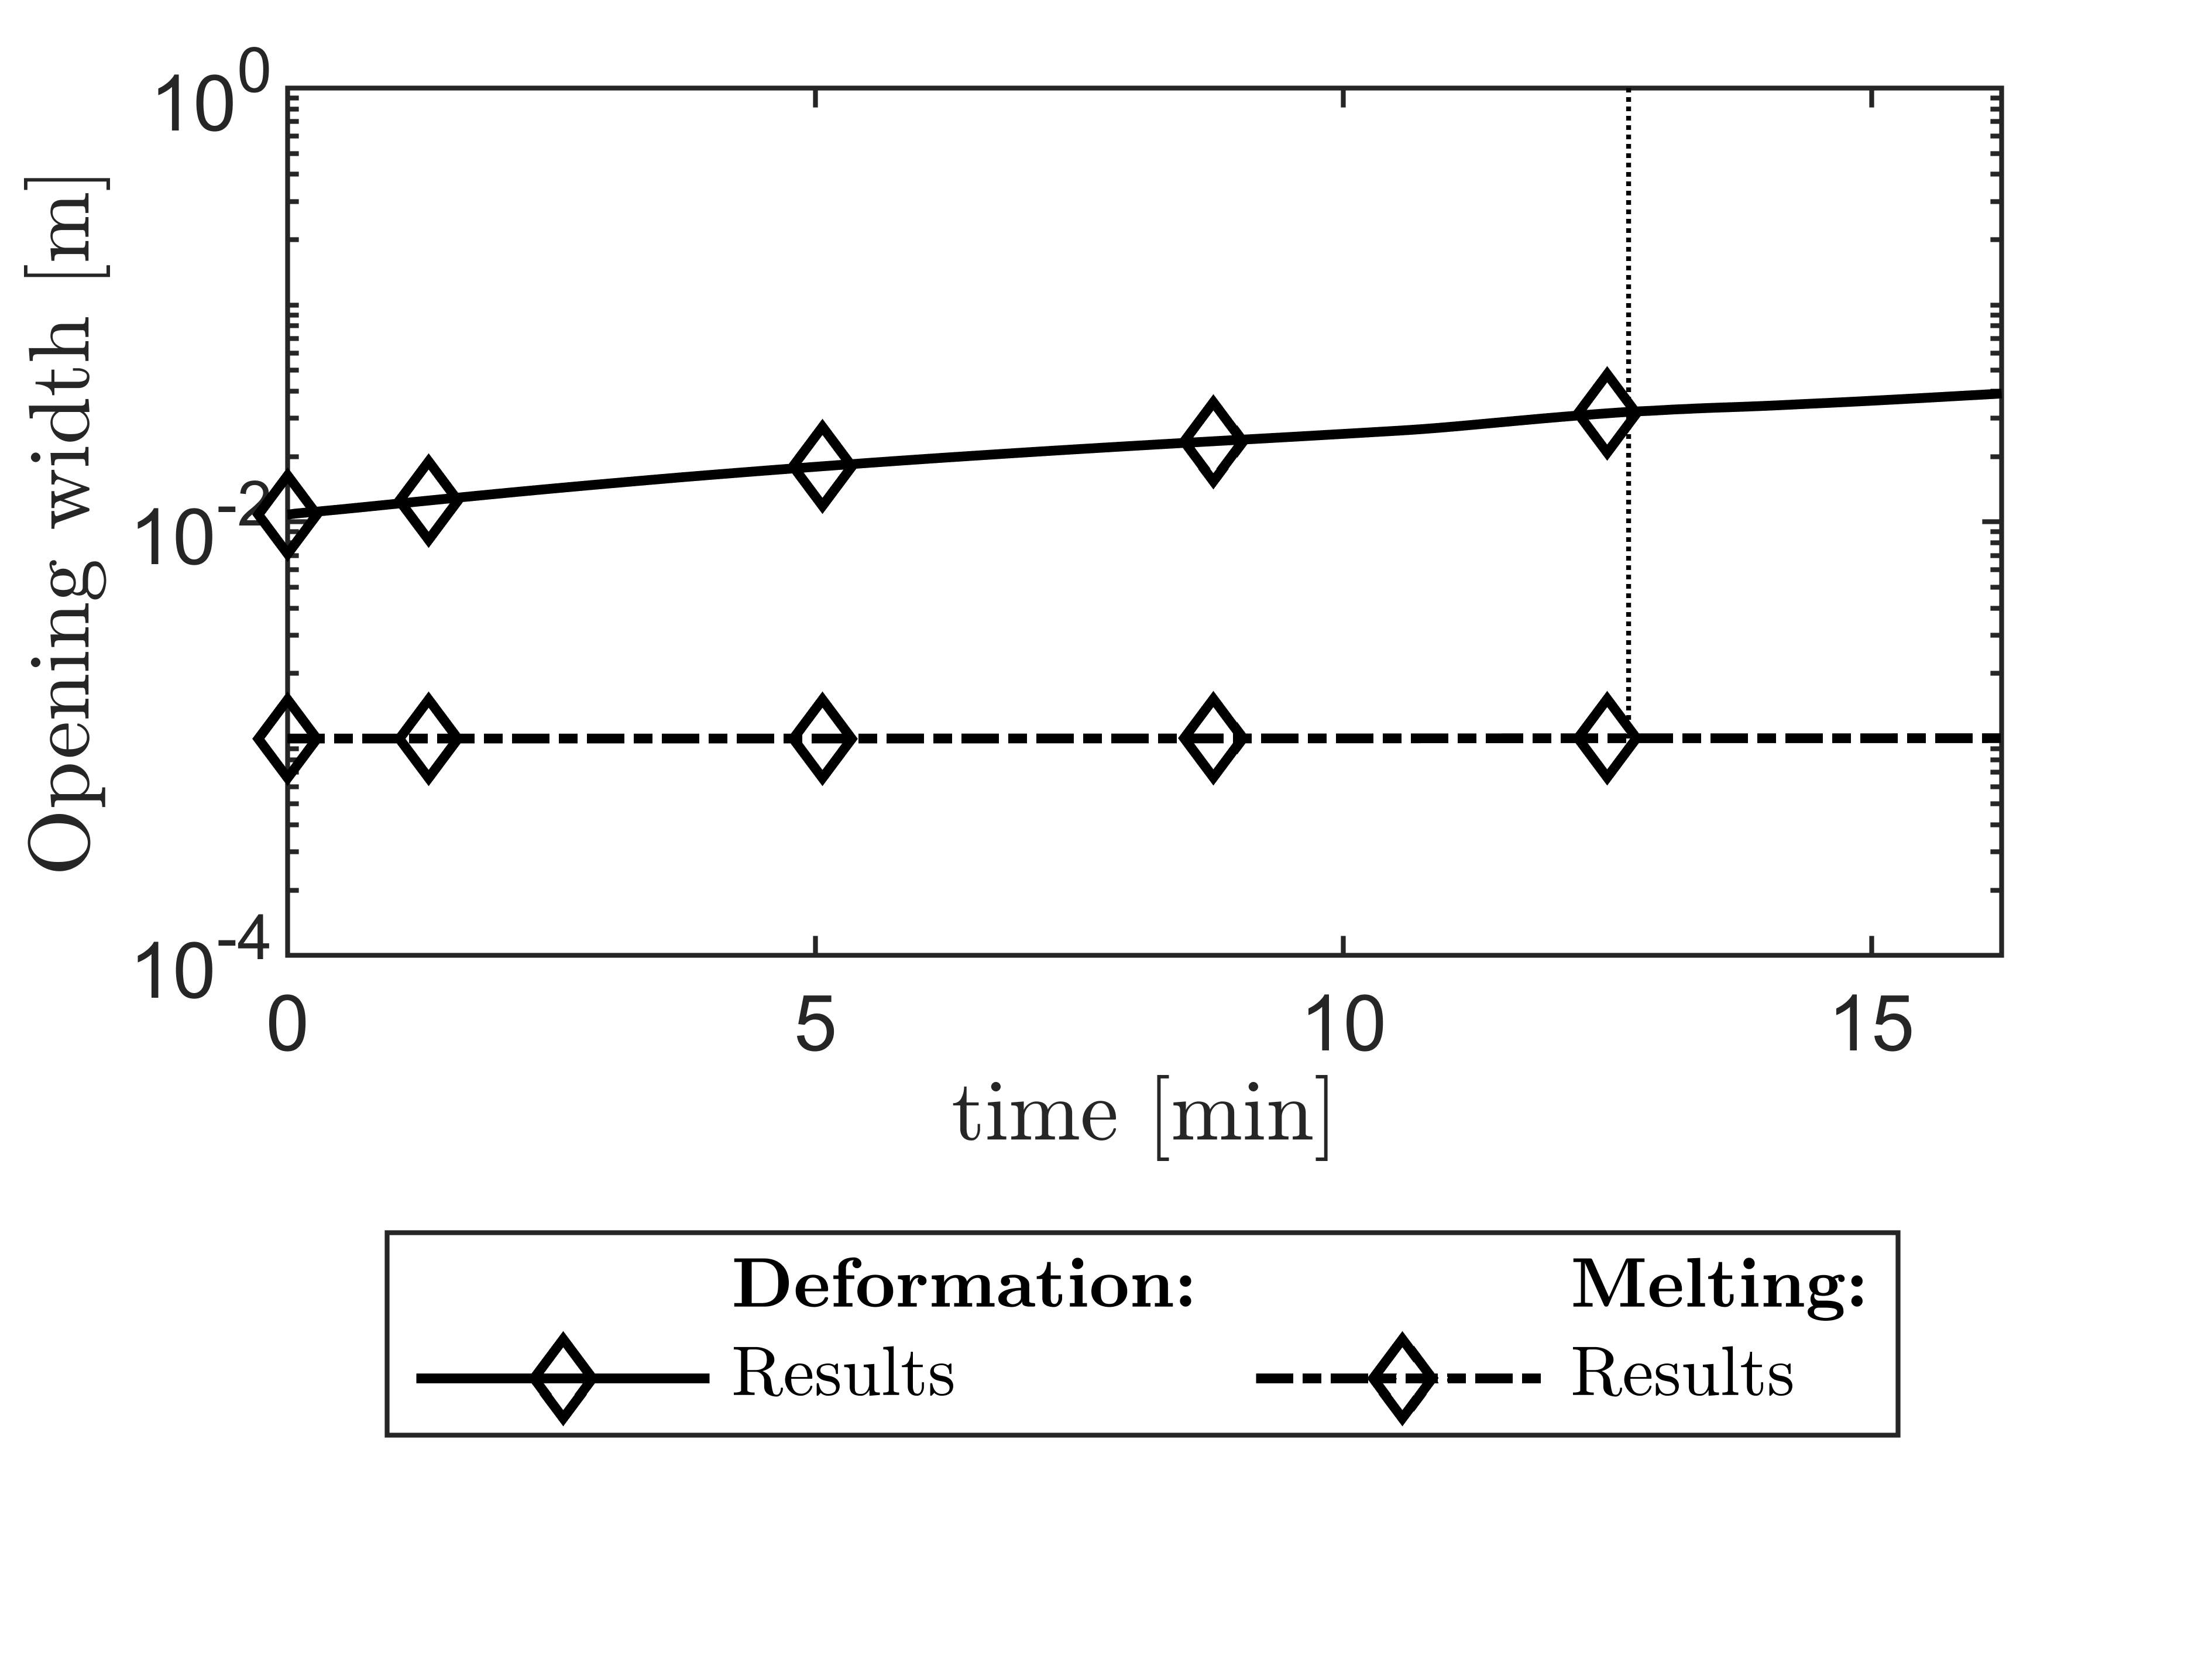 10^0
10^-2
10^-4
Opening width [m]
0 5 10 15
time [min]
Deformation: Melting:
Results Results